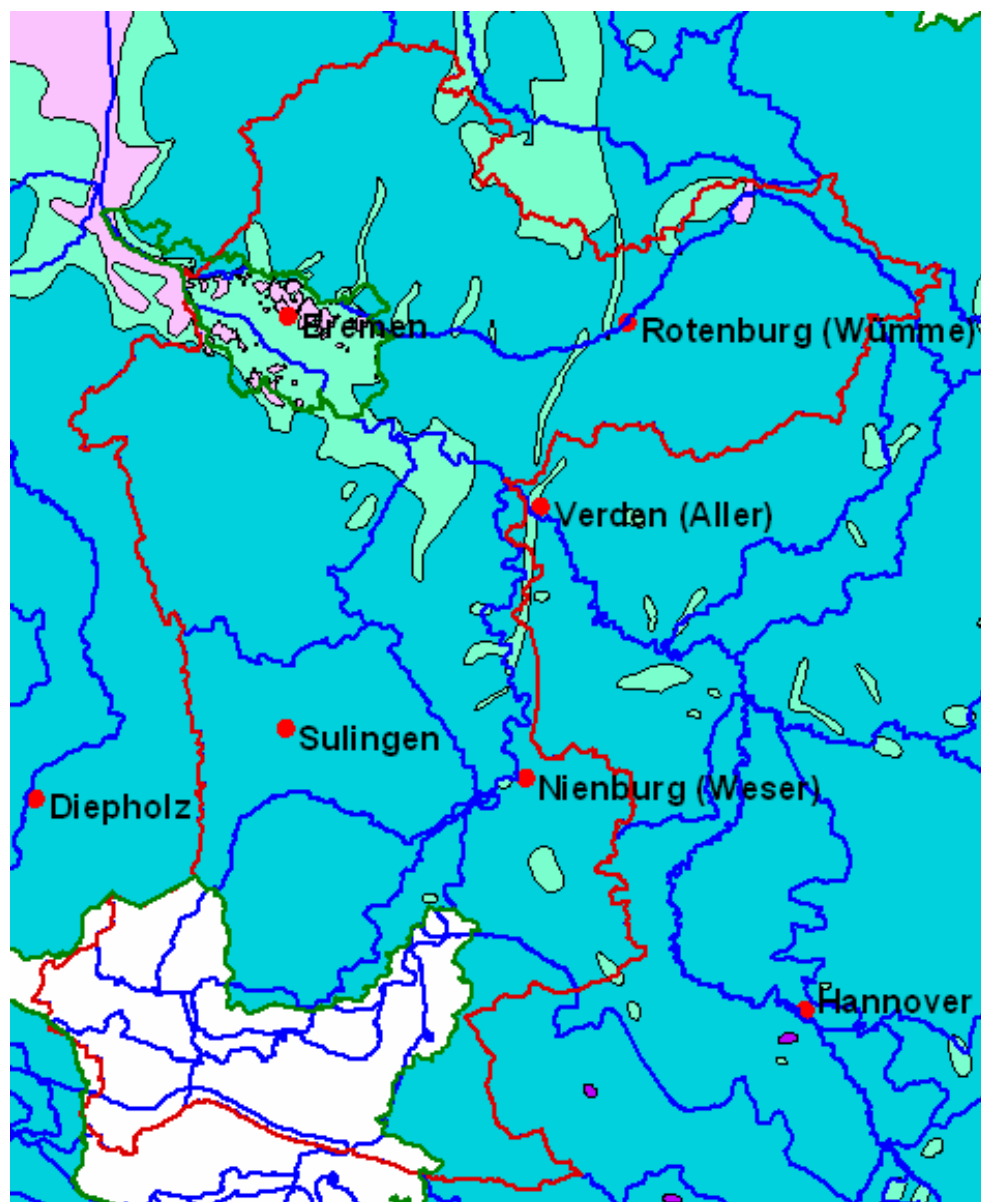 Bremen
Rotenburg (Wümme)
Verden (Aller)
Sulingen
Nienburg (Weser)
Diepholz
Hannover